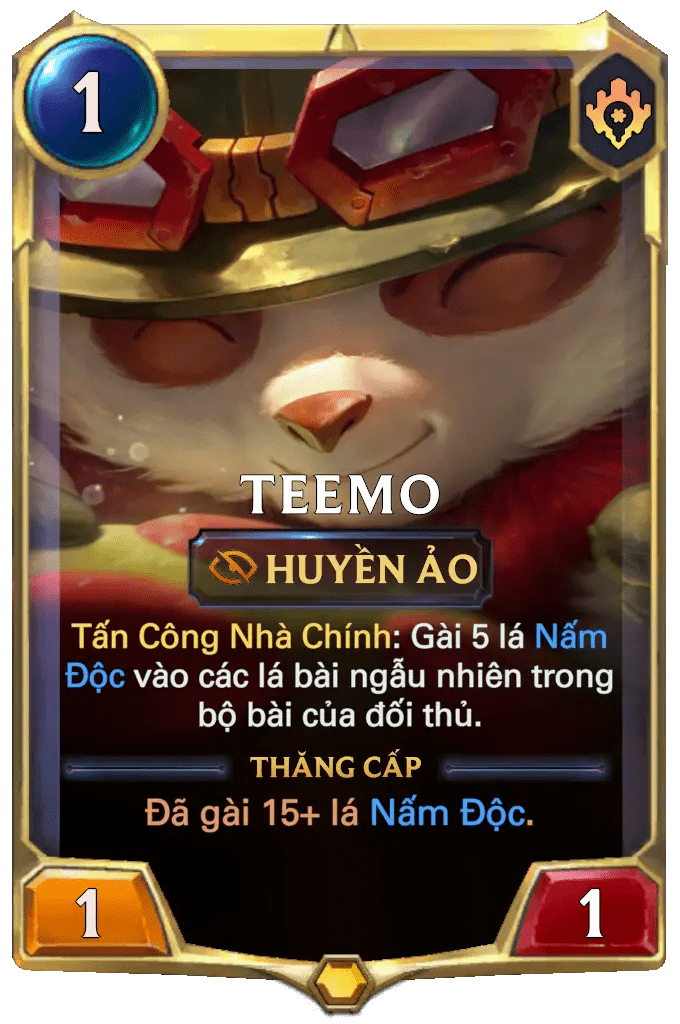 1
TEEMO
HUYỀN ẢO
Tấn Công Nhà Chính: Gài 5 lá Nấm
Độc vào các lá bài ngẫu nhiên trong
bộ bài của đối thủ.
THĂNG CẤP
Đã gài 15+ lá Nấm Độc.
1
1